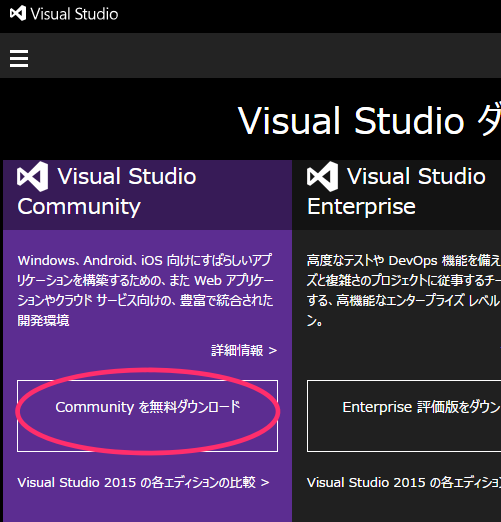 Visual Studio
Visual Studio ダ
Visual Studio
Community
Windows、Android、iOS 向けにすばらしいアプ
リケーションを構築するための、また Web アプリケー
ションやクラウド サービス向けの、豊富で統合された
開発環境
詳細情報 >
Community を無料ダウンロード
Visual Studio 2015 の各エディションの比較 >
Visual Studio
Enterprise
高度なテストや DevOps 機能を備え
ズと複雑さのプロジェクトに従事するチー
する、高機能なエンタープライズ レベル
ン。
Enterprise 評価版をダウン
Visual Studio 2015 の各エディシ